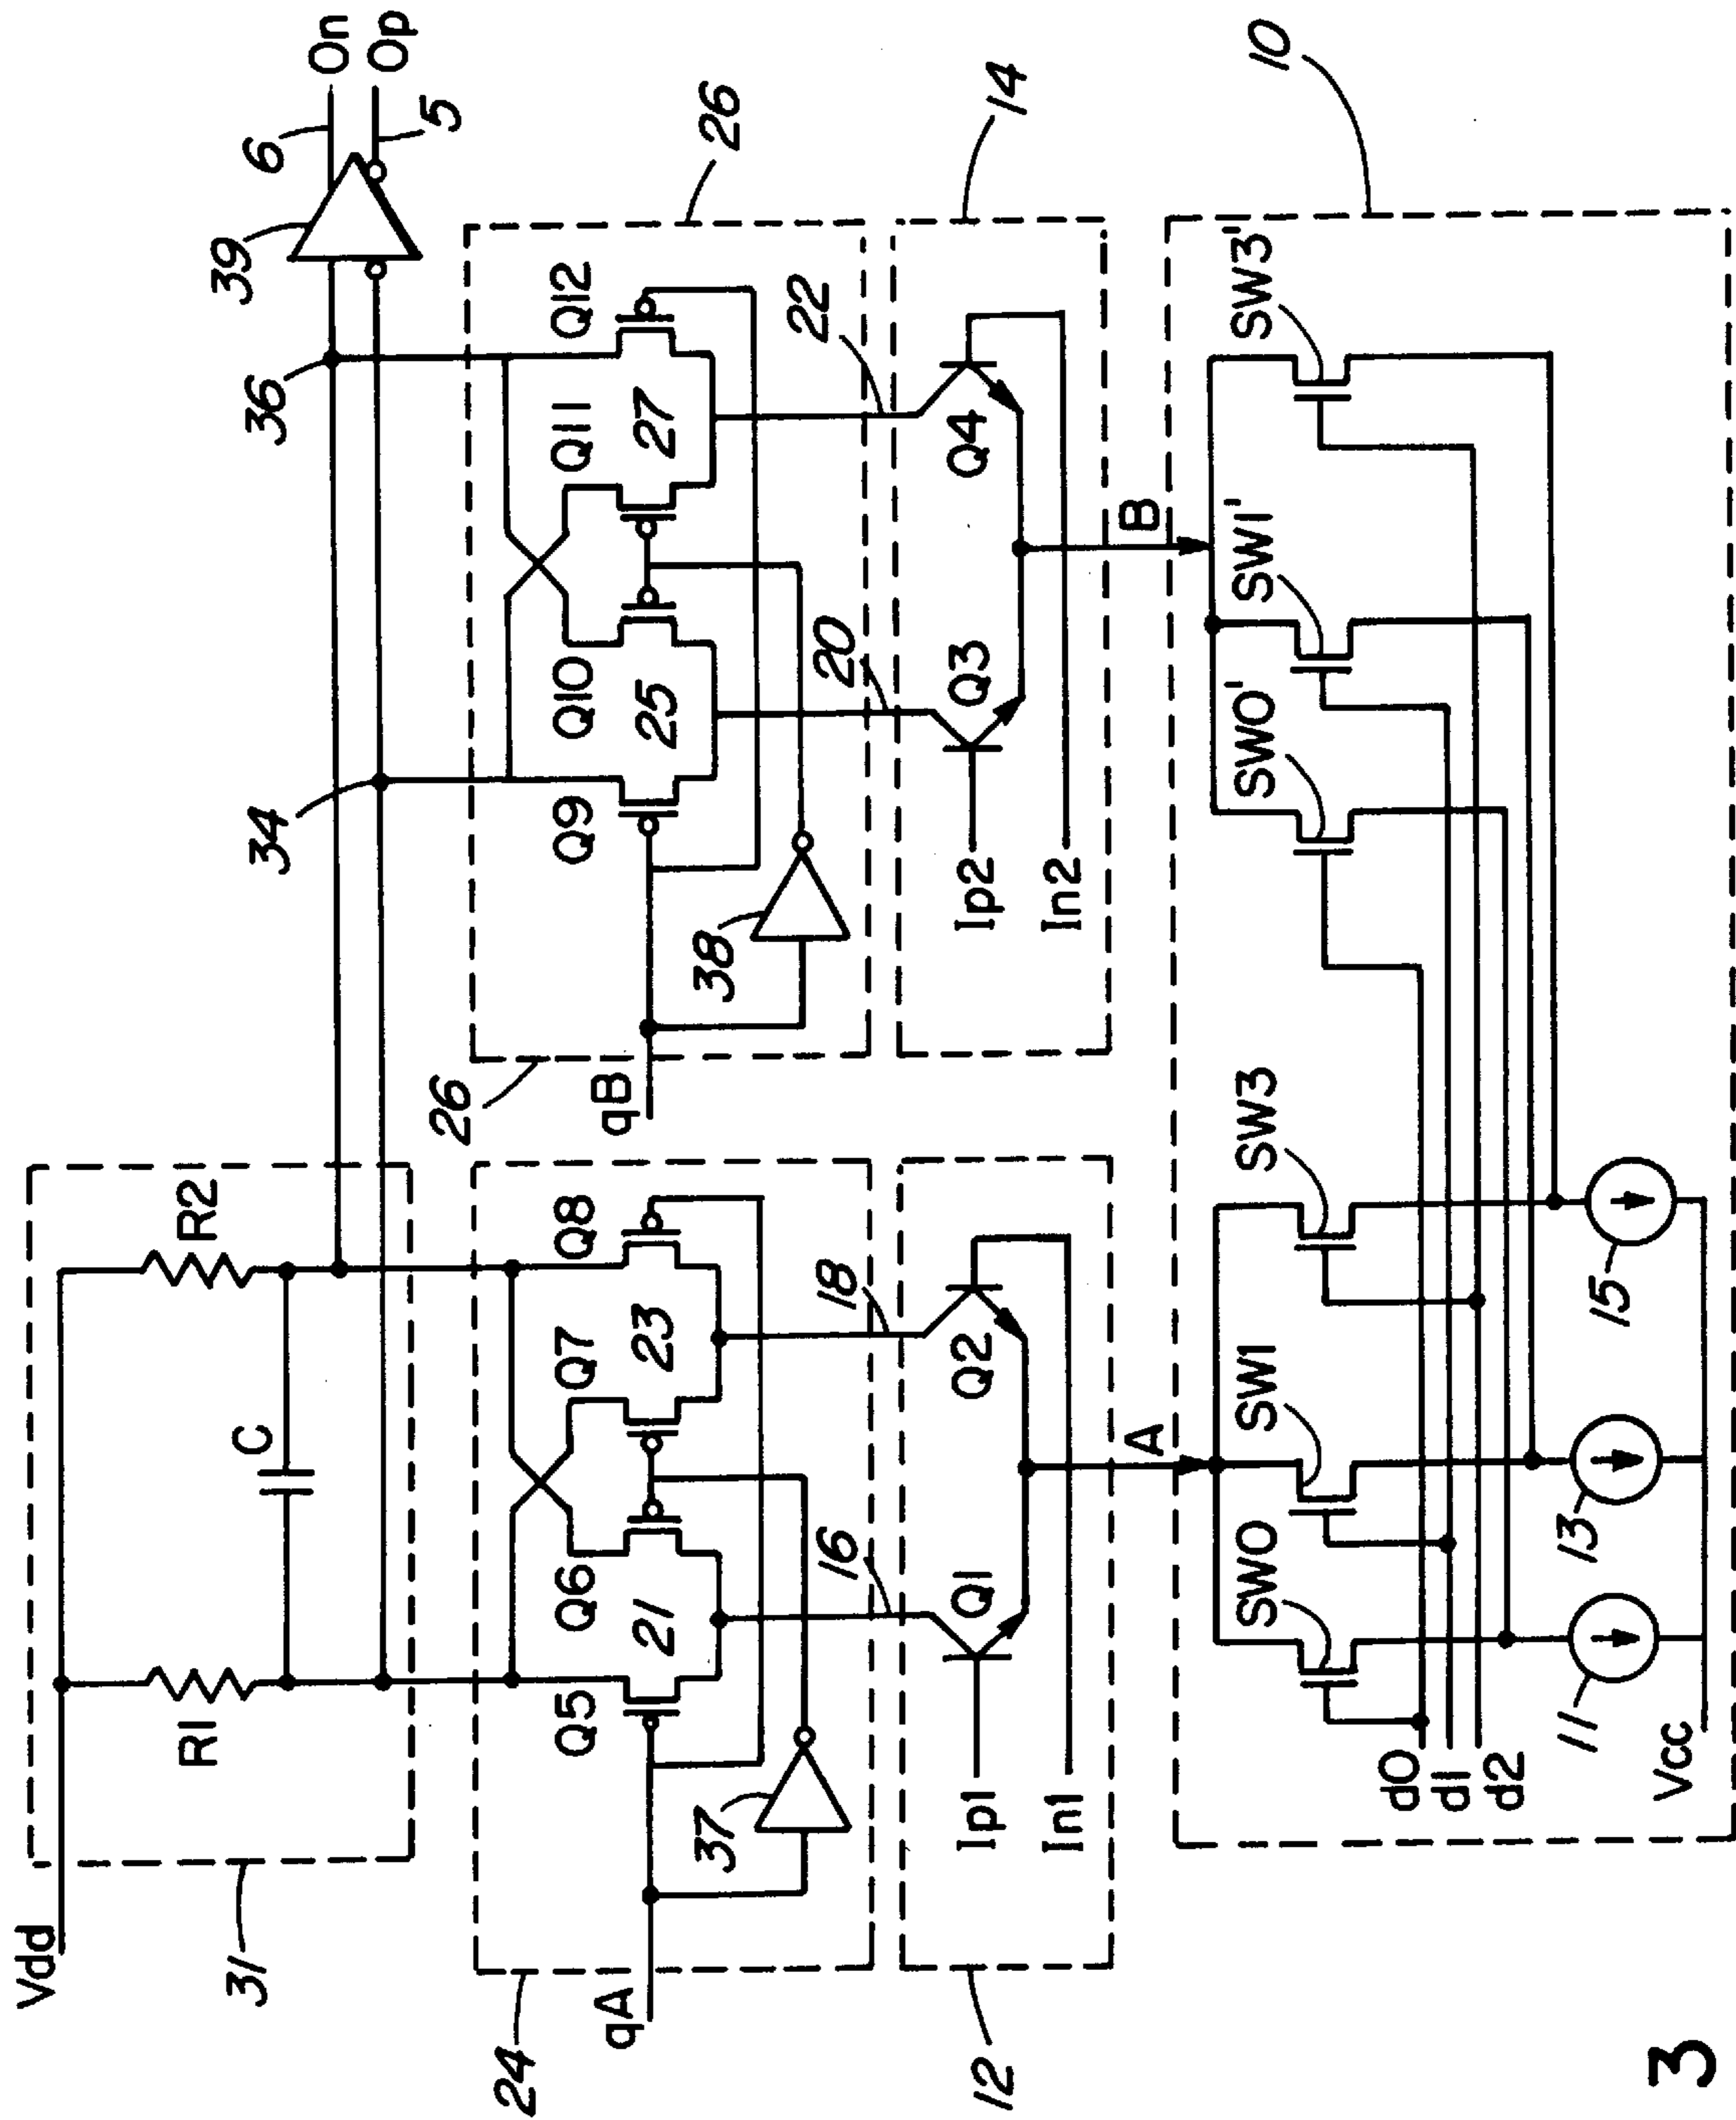 Vdd
31
R1
C
R2
36
39
6
On
5
Op
34
24
qA
37
Q5
Q6
21
Q7
23
Q8
26
qB
38
Q9
Q10
25
Q11
27
Q12
26
16
18
20
22
12
Ip1
In1
Q1
Q2
A
Ip2
In2
Q3
Q4
B
14
SW0
SW1
SW3
SW0'
SW1'
SW3'
10
d0
d1
d2
Vcc
11
13
15
3